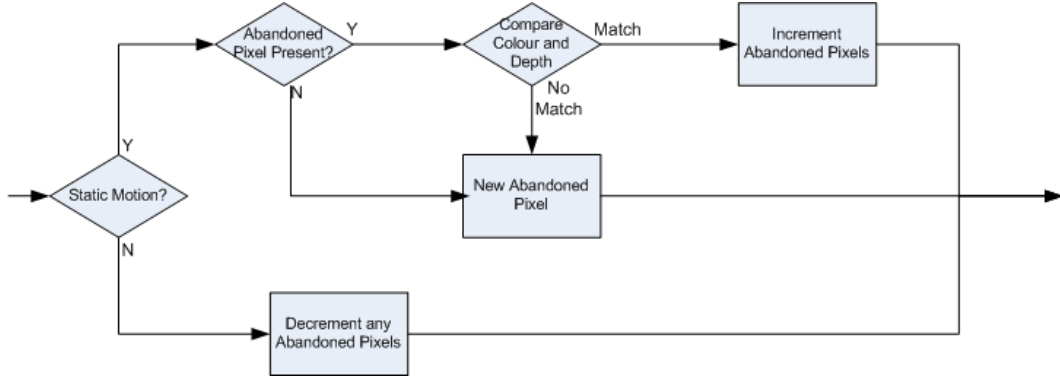 Abandoned
Pixel Present?
Y
Compare
Colour and
Depth
Match
Increment
Abandoned Pixels
N
No
Match
Y
Static Motion?
New Abandoned
Pixel
N
Decrement any
Abandoned Pixels